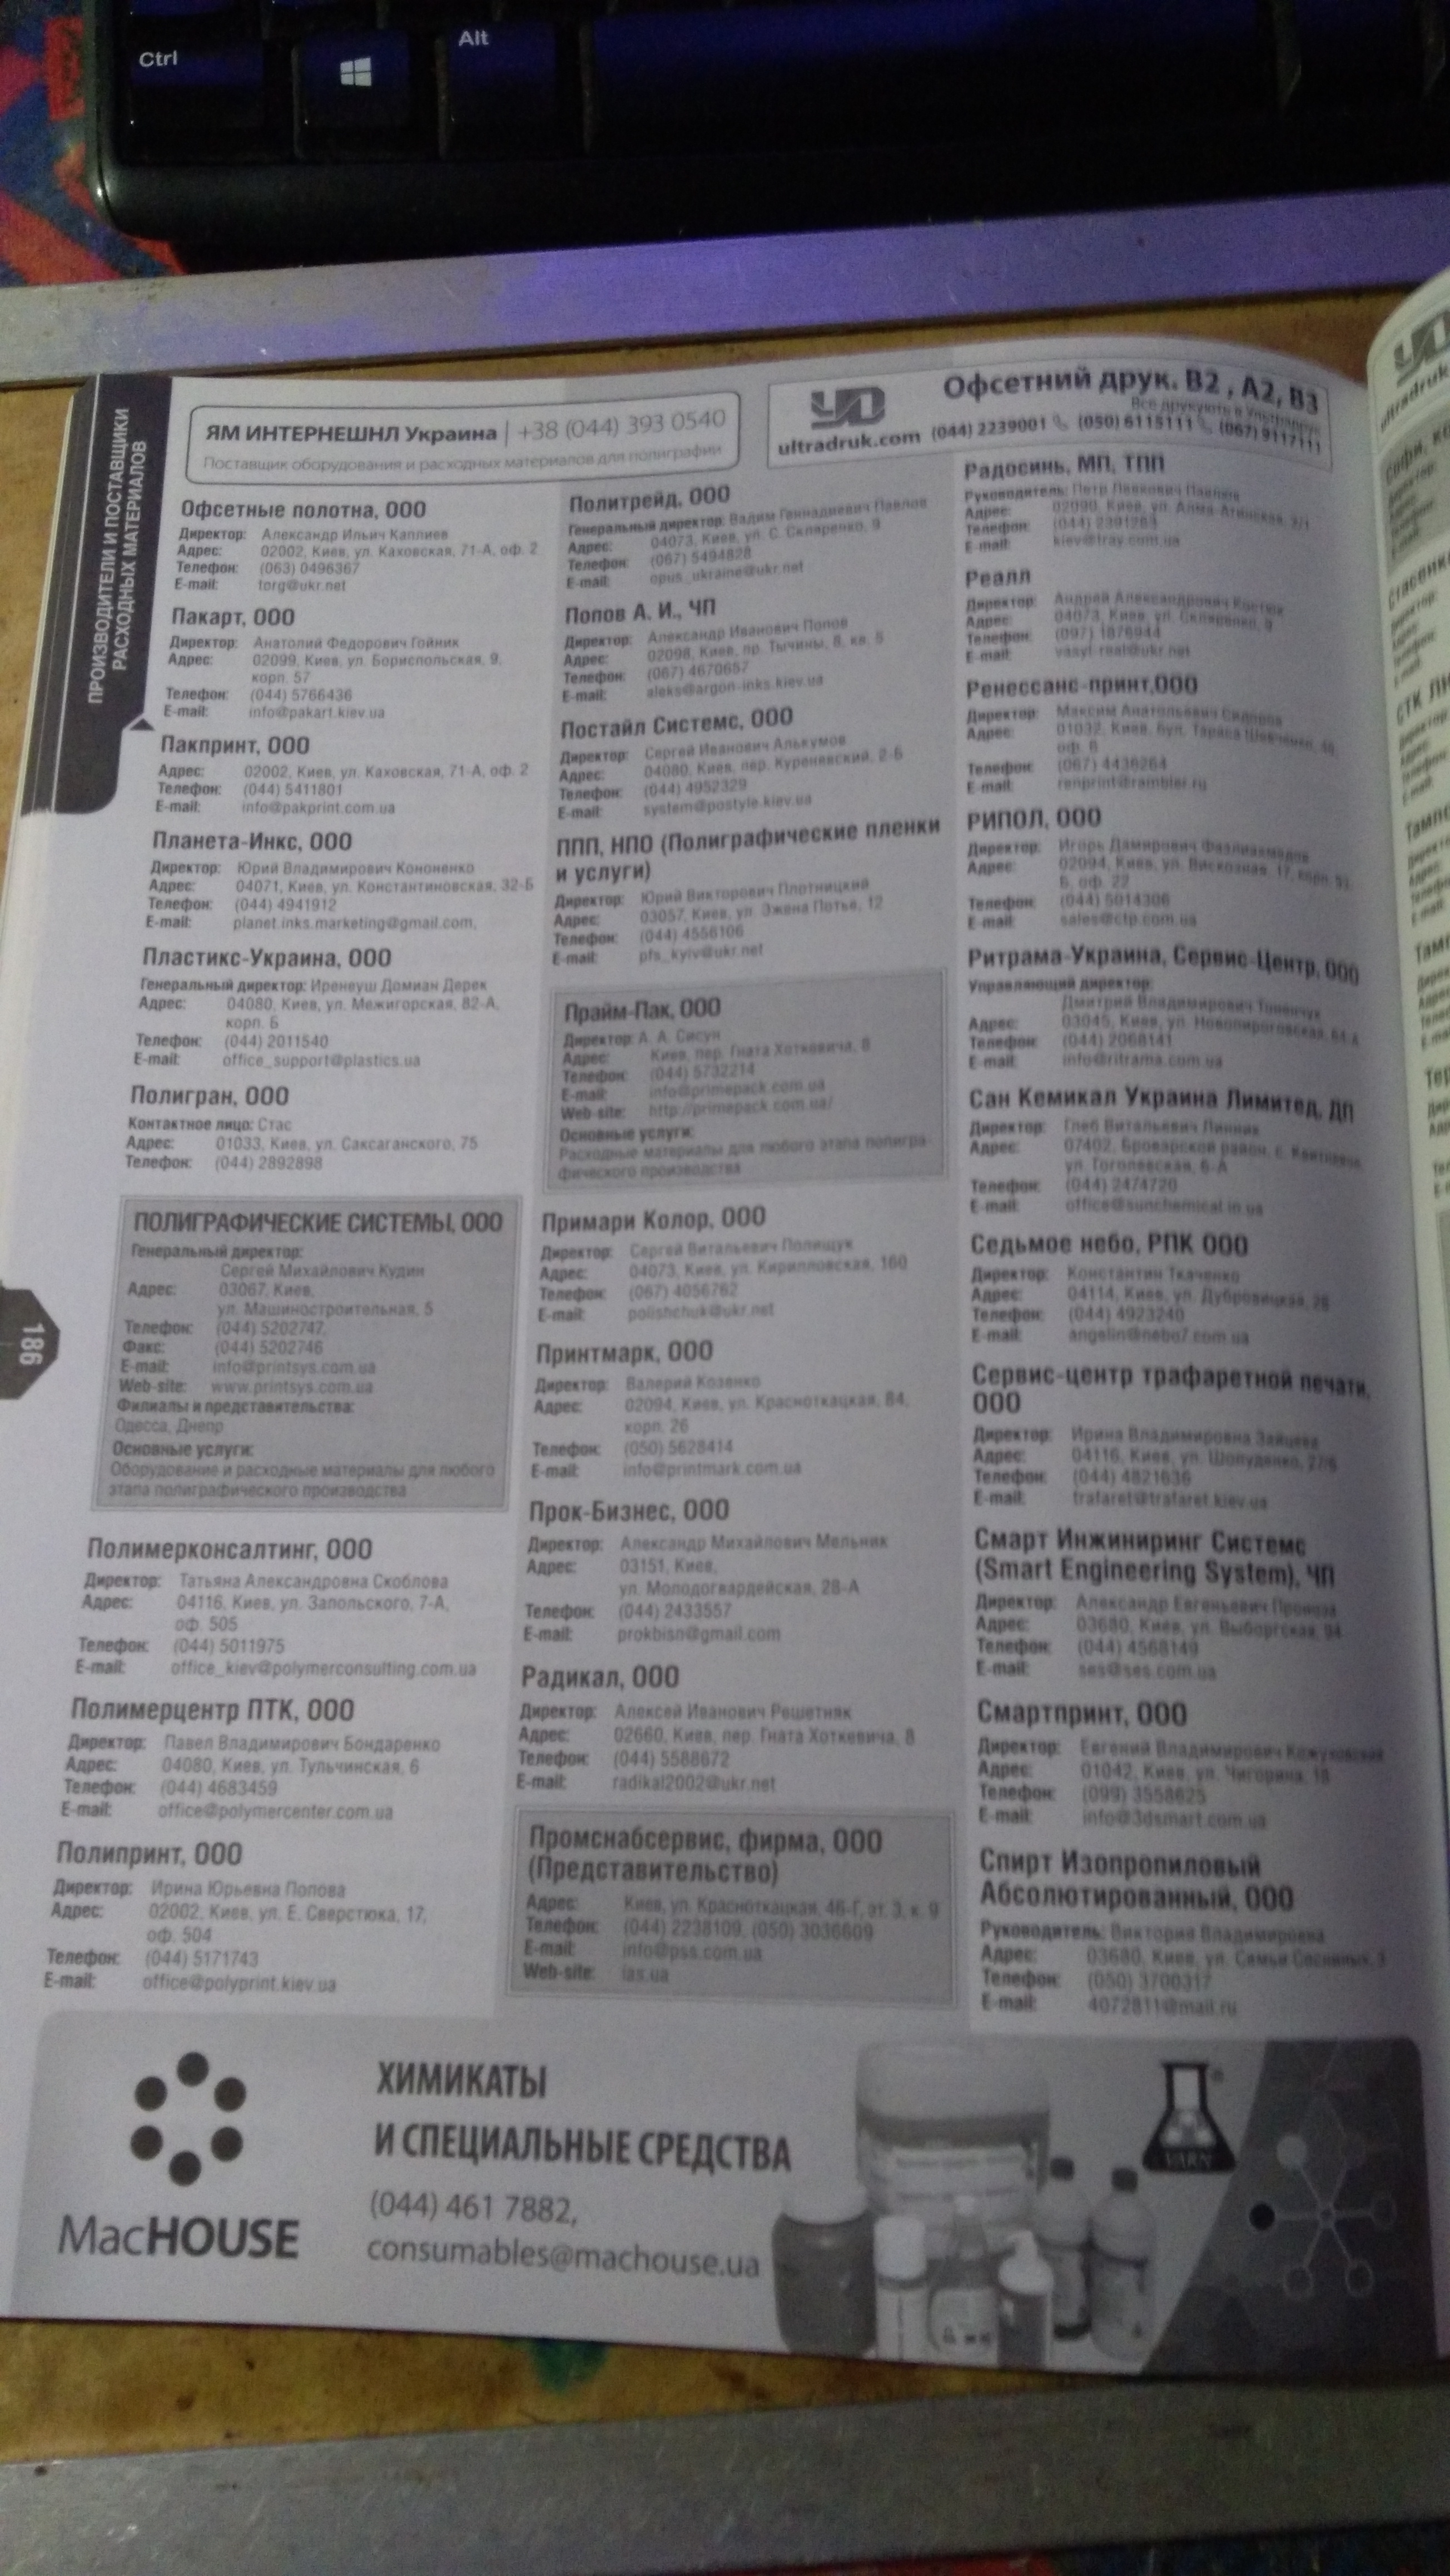 Ctrl
Alt
ПРОИЗВОДИТЕЛИ И ПОСТАВЩИКИ
РАСХОДНЫХ МАТЕРИАЛОВ
186
ЯМ ИНТЕРНЕШНЛ Украина | +38 (044) 393 0540
Поставщик оборудования и расходных материалов для полиграфии
Офсетний друк. B2 , A2, B3
Все друкують в Ультрадрук
ultradruk.com (044) 2239001 (050) 6115111 (067) 9117111
Офсетные полотна, ООО
Директор: Александр Ильич Каплиев
Адрес: 02002, Киев, ул. Каховская, 71-А, оф. 2
Телефон: (063) 0496367
E-mail: torg@ukr.net
Пакарт, ООО
Директор: Анатолий Федорович Гойник
Адрес: 02099, Киев, ул. Бориспольская, 9,
корп. 57
Телефон: (044) 5766436
E-mail: info@pakart.kiev.ua
Пакпринт, ООО
Адрес: 02002, Киев, ул. Каховская, 71-А, оф. 2
Телефон: (044) 5411801
E-mail: info@pakprint.com.ua
Планета-Инкс, ООО
Директор: Юрий Владимирович Кононенко
Адрес: 04071, Киев, ул. Константиновская, 32-Б
Телефон: (044) 4941912
E-mail: planet.inks.marketing@gmail.com,
Пластикс-Украина, ООО
Генеральный директор: Иренеуш Домиан Дерек
Адрес: 04080, Киев, ул. Межигорская, 82-А,
корп. Б
Телефон: (044) 2011540
E-mail: office_support@plastics.ua
Полигран, ООО
Контактное лицо: Стас
Адрес: 01033, Киев, ул. Саксаганского, 75
Телефон: (044) 2892898
ПОЛИГРАФИЧЕСКИЕ СИСТЕМЫ, ООО
Генеральный директор:
Сергей Михайлович Кудин
Адрес: 03067, Киев,
ул. Машиностроительная, 5
Телефон: (044) 5202747,
Факс: (044) 5202746
E-mail: info@printsys.com.ua
Web-site: www.printsys.com.ua
Филиалы и представительства:
Одесса, Днепр
Основные услуги:
Оборудование и расходные материалы для любого
этапа полиграфического производства
Полимерконсалтинг, ООО
Директор: Татьяна Александровна Скоблова
Адрес: 04116, Киев, ул. Запольского, 7-А,
оф. 505
Телефон: (044) 5011975
E-mail: office_kiev@polymerconsulting.com.ua
Полимерцентр ПТК, ООО
Директор: Павел Владимирович Бондаренко
Адрес: 04080, Киев, ул. Тульчинская, 6
Телефон: (044) 4683459
E-mail: office@polymercenter.com.ua
Полипринт, ООО
Директор: Ирина Юрьевна Попова
Адрес: 02002, Киев, ул. Е. Сверстюка, 17,
оф. 504
Телефон: (044) 5171743
E-mail: office@polyprint.kiev.ua
Политрейд, ООО
Генеральный директор: Вадим Геннадиевич Павлов
Адрес: 04073, Киев, ул. С. Скляренко, 9
Телефон: (067) 5494828
E-mail: opus_ukraine@ukr.net
Попов А. И., ЧП
Директор: Александр Иванович Попов
Адрес: 02098, Киев, пр. Тычины, 8, кв. 5
Телефон: (067) 4670657
E-mail: aleks@argon-inks.kiev.ua
Постайл Системс, ООО
Директор: Сергей Иванович Алькумов
Адрес: 04080, Киев, пер. Куреневский, 2-Б
Телефон: (044) 4952329
E-mail: system@postyle.kiev.ua
ППП, НПО (Полиграфические пленки
и услуги)
Директор: Юрий Викторович Плотницкий
Адрес: 03057, Киев, ул. Эжена Потье, 12
Телефон: (044) 4556106
E-mail: pfs_kyiv@ukr.net
Прайм-Пак, ООО
Директор: А. А. Сисун
Адрес: Киев, пер. Гната Хоткевича, 8
Телефон: (044) 5732214
E-mail: info@primepack.com.ua
Web-site: http://primepack.com.ua/
Основные услуги:
Расходные материалы для любого этапа полигра-
фического производства
Примари Колор, ООО
Директор: Сергей Витальевич Полищук
Адрес: 04073, Киев, ул. Кирилловская, 160
Телефон: (067) 4056762
E-mail: polishchuk@ukr.net
Принтмарк, ООО
Директор: Валерий Козенко
Адрес: 02094, Киев, ул. Красноткацкая, 84,
корп. 26
Телефон: (050) 5628414
E-mail: info@printmark.com.ua
Прок-Бизнес, ООО
Директор: Александр Михайлович Мельник
Адрес: 03151, Киев,
ул. Молодогвардейская, 28-А
Телефон: (044) 2433557
E-mail: prokbisn@gmail.com
Радикал, ООО
Директор: Алексей Иванович Решетняк
Адрес: 02660, Киев, пер. Гната Хоткевича, 8
Телефон: (044) 5588672
E-mail: radikal2002@ukr.net
Промснабсервис, фирма, ООО
(Представительство)
Адрес: Киев, ул. Красноткацкая, 46-Г, эт. 3, к. 9
Телефон: (044) 2238109, (050) 3036609
E-mail: info@pss.com.ua
Web-site: ias.ua
Радосинь, МП, ТПП
Руководитель: Петр
Адрес: 02090, Киев, ул. Алма-Атинская, 2/1
Телефон: (044) 2391283
E-mail: kiev@tray.com.ua
Реалл
Директор: Андрей Александрович Костюк
Адрес: 04073, Киев, ул. Скляренко, 9
Телефон: (097) 1876944
E-mail: vasyl-real@ukr.net
Ренессанс-принт,ООО
Директор: Максим Анатольевич Сидоров
Адрес: 01032, Киев, бул. Тараса Шевченко,
оф. 6
Телефон: (067) 4436264
E-mail: renprint@rambler.ru
РИПОЛ, ООО
Директор: Игорь Дамирович Фазлиахмедов
Адрес: 02094, Киев, ул. Вискозная, 17, корп.
Б, оф. 22
Телефон: (044) 5014306
E-mail: sales@ctp.com.ua
Ритрама-Украина, Сервис-Центр, ООО
Управляющий директор:
Дмитрий Владимирович
Адрес: 03045, Киев, ул. Новопироговская,
Телефон: (044) 2068141
E-mail: info@ritrama.com.ua
Сан Кемикал Украина Лимитед, ДП
Директор: Глеб Витальевич Линник
Адрес: 07402, Броварской район, с. Квитневое,
ул. Гоголевская, 6-А
Телефон: (044) 2474720
E-mail: office@sunchemical.in.ua
Седьмое небо, РПК ООО
Директор: Константин Ткаченко
Адрес: 04114, Киев, ул. Дубровицкая, 28
Телефон: (044) 4923240
E-mail: angelin@nebo7.com.ua
Сервис-центр трафаретной печати,
ООО
Директор: Ирина Владимировна Зайцева
Адрес: 04116, Киев, ул. Шолуденко, 27/6
Телефон: (044) 4821636
E-mail: trafaret@trafaret.kiev.ua
Смарт Инжиниринг Системс
(Smart Engineering System), ЧП
Директор: Александр Евгеньевич
Адрес: 03680, Киев, ул. Выборгская, 94
Телефон: (044) 4568149
E-mail: ses@ses.com.ua
Смартпринт, ООО
Директор: Евгений Владимирович Кожуховский
Адрес: 01042, Киев, ул. Чигорина, 18
Телефон: (099) 3558625
E-mail: info@3dsmart.com.ua
Спирт Изопропиловый
Абсолютированный, ООО
Руководитель: Виктория Владимировна
Адрес: 03680, Киев, ул. Семьи Сосниных, 3
Телефон: (050) 3700317
E-mail: 4072811@mail.ru
MacHOUSE
ХИМИКАТЫ
И СПЕЦИАЛЬНЫЕ СРЕДСТВА
(044) 461 7882,
consumables@machouse.ua
VARN